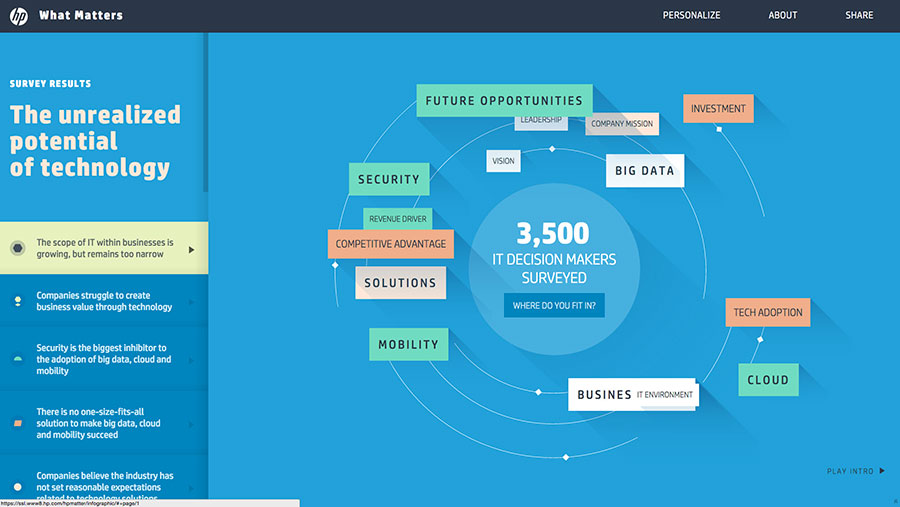 hp What Matters
PERSONALIZE
ABOUT
SHARE
SURVEY RESULTS
The unrealized
potential
of technology
The scope of IT within businesses is
growing, but remains too narrow
Companies struggle to create
business value through technology
Security is the biggest inhibitor to
the adoption of big data, cloud and
mobility
There is no one-size-fits-all
solution to make big data, cloud
and mobility succeed
Companies believe the industry has
not set reasonable expectations
related to technology solutions
https://ssl.www8.hp.com/hpmatter/infographic/#+page/1
FUTURE OPPORTUNITIES
LEADERSHIP
COMPANY MISSION
INVESTMENT
VISION
BIG DATA
SECURITY
REVENUE DRIVER
COMPETITIVE ADVANTAGE
SOLUTIONS
3,500
IT DECISION MAKERS
SURVEYED
WHERE DO YOU FIT IN?
TECH ADOPTION
MOBILITY
CLOUD
BUSINES
IT ENVIRONMENT
PLAY INTRO